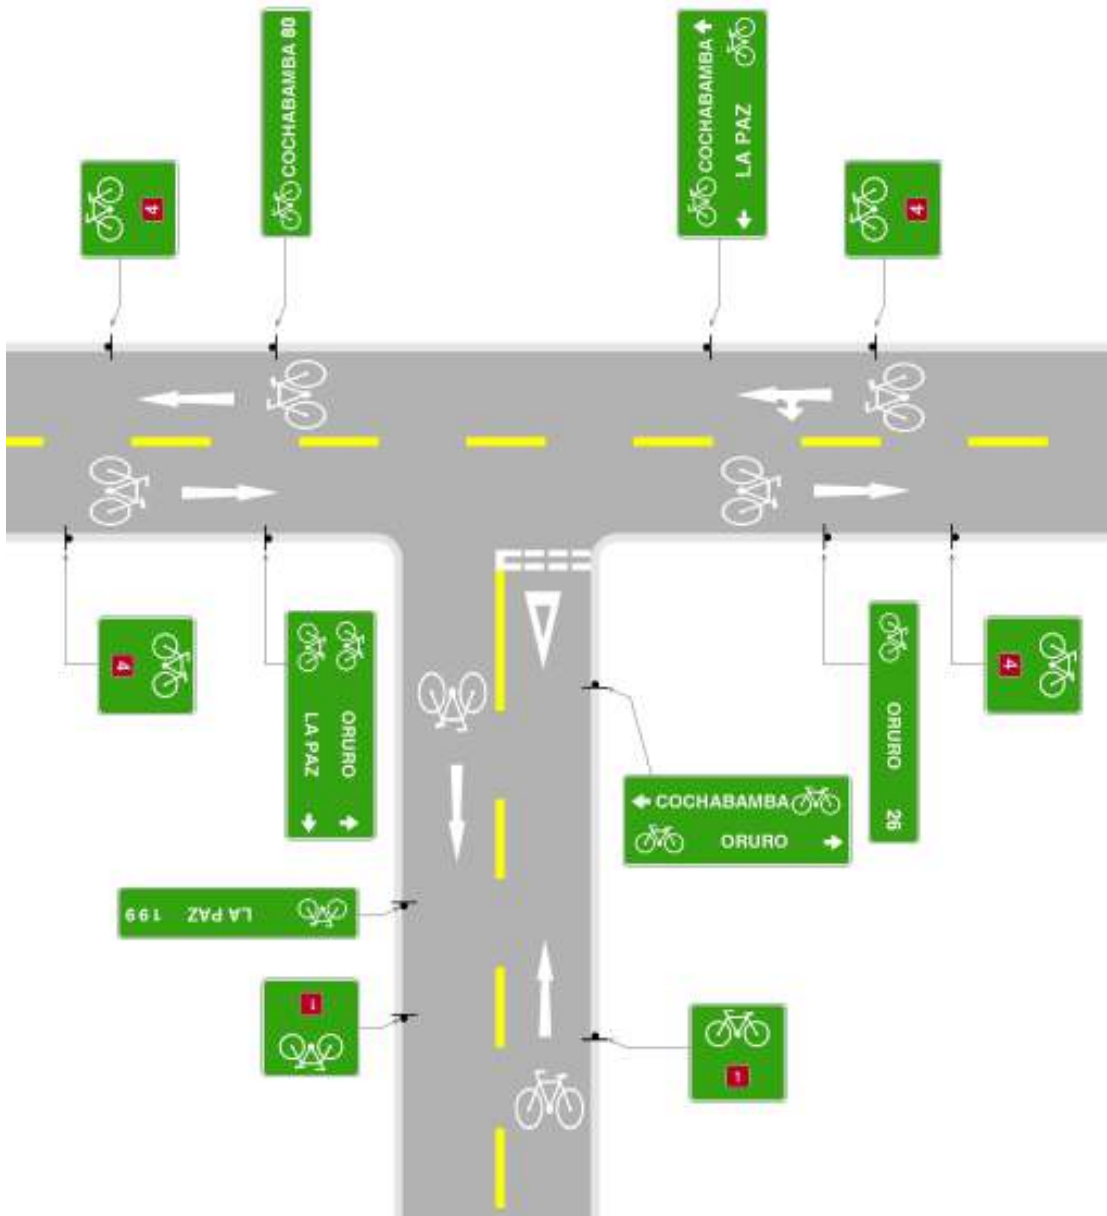 COCHABAMBA 80
COCHABAMBA
LA PAZ
4
4
4
ORURO
LA PAZ
COCHABAMBA
ORURO
ORURO 26
4
LA PAZ 199
1
1